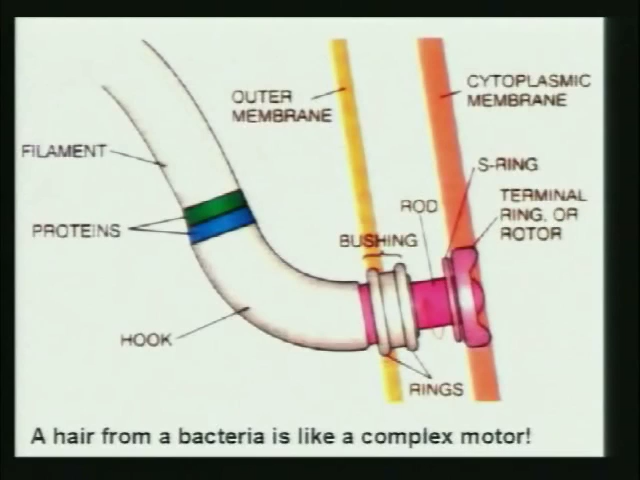 OUTER
MEMBRANE
CYTOPLASMIC
MEMBRANE
FILAMENT
S-RING
TERMINAL
RING, OR
ROTOR
ROD
PROTEINS
BUSHING
HOOK
RINGS
A hair from a bacteria is like a complex motor!